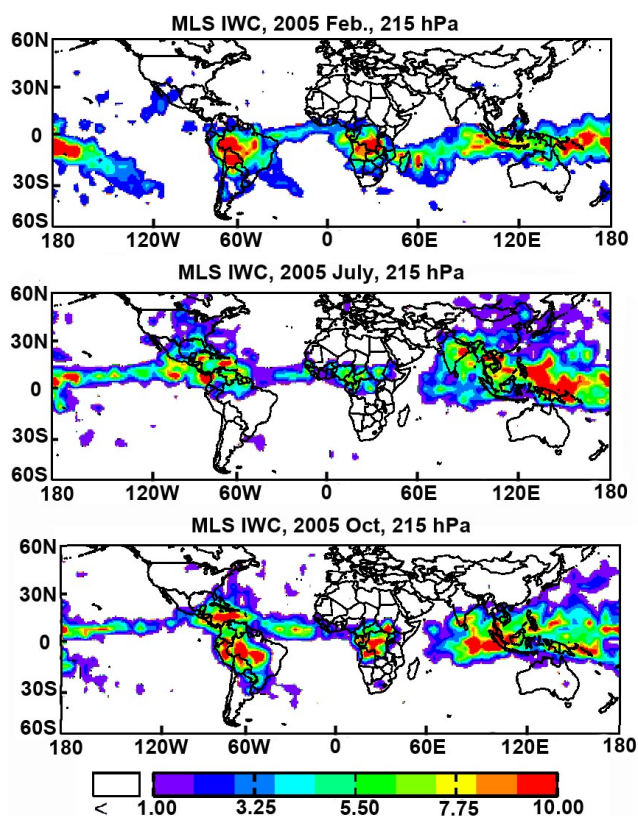 MLS IWC, 2005 Feb., 215 hPa
60N
30N
0
30S
60S
180 120W 60W 0 60E 120E 180
MLS IWC, 2005 July, 215 hPa
60N
30N
0
30S
60S
180 120W 60W 0 60E 120E 180
MLS IWC, 2005 Oct, 215 hPa
60N
30N
0
30S
60S
180 120W 60W 0 60E 120E 180
< 1.00 3.25 5.50 7.75 10.00